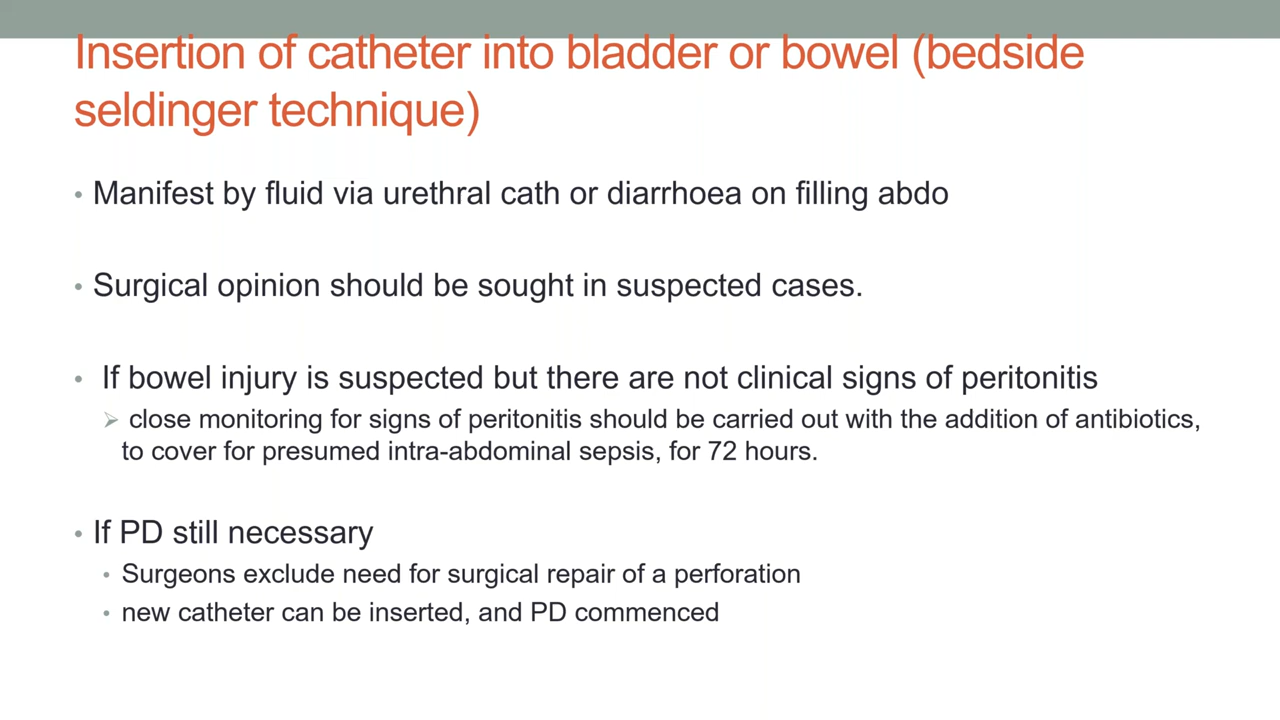 Insertion of catheter into bladder or bowel (bedside
seldinger technique)
• Manifest by fluid via urethral cath or diarrhoea on filling abdo
• Surgical opinion should be sought in suspected cases.
• If bowel injury is suspected but there are not clinical signs of peritonitis
➢ close monitoring for signs of peritonitis should be carried out with the addition of antibiotics,
to cover for presumed intra-abdominal sepsis, for 72 hours.
• If PD still necessary
• Surgeons exclude need for surgical repair of a perforation
• new catheter can be inserted, and PD commenced